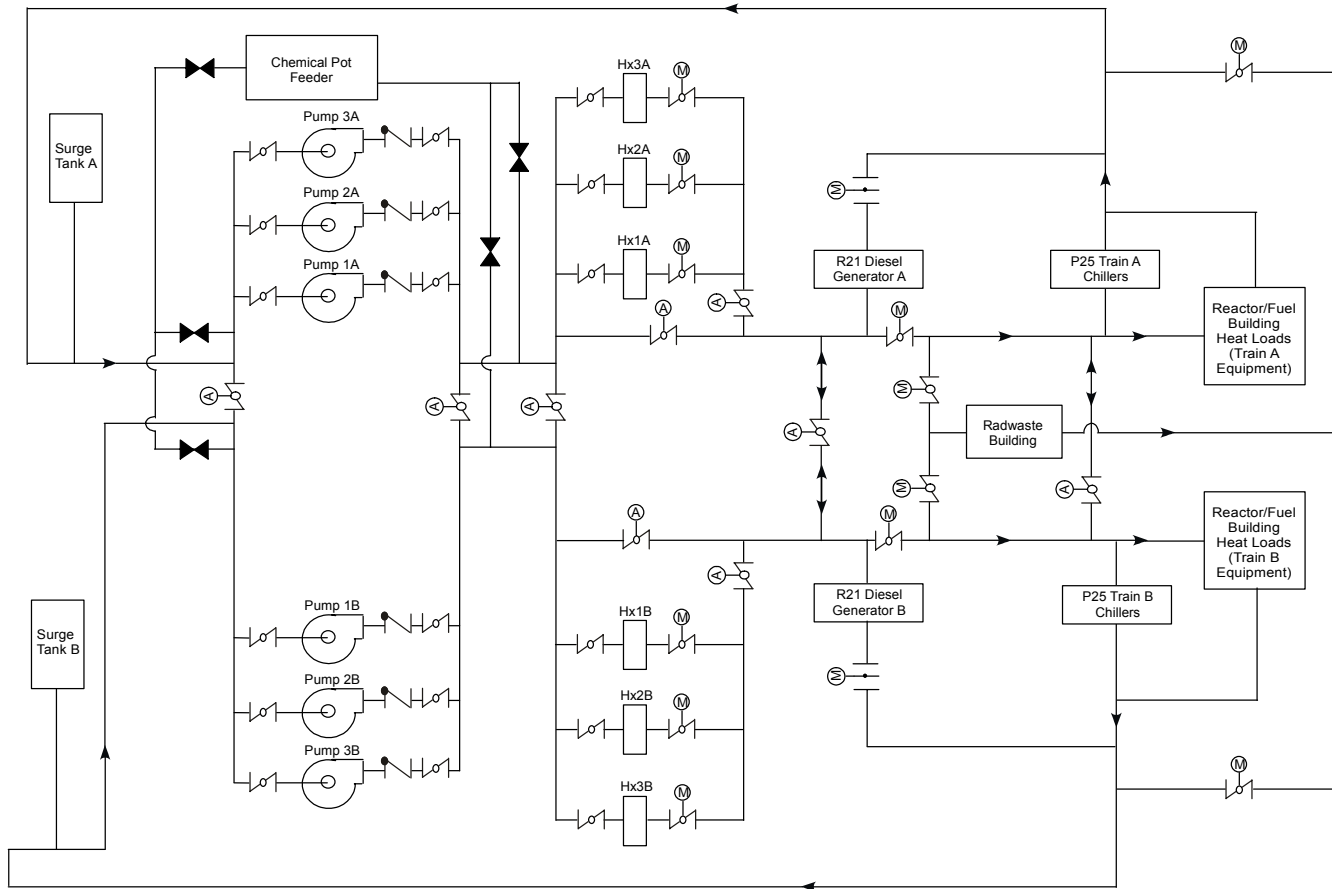 M
Chemical Pot
Feeder
Hx3A
M
Pump 3A
Surge
Tank A
Hx2A
M
M
Pump 2A
Hx1A
M
R21 Diesel
Generator A
P25 Train A
Chillers
Pump 1A
A
Reactor/Fuel
Building
Heat Loads
(Train A
Equipment)
A
M
A
A
A
M
A
Radwaste
Building
M
A
A
M
Reactor/Fuel
Building
Heat Loads
(Train B
Equipment)
A
R21 Diesel
Generator B
P25 Train B
Chillers
Surge
Tank B
Pump 1B
Hx1B
M
M
Pump 2B
Hx2B
M
Pump 3B
Hx3B
M
M